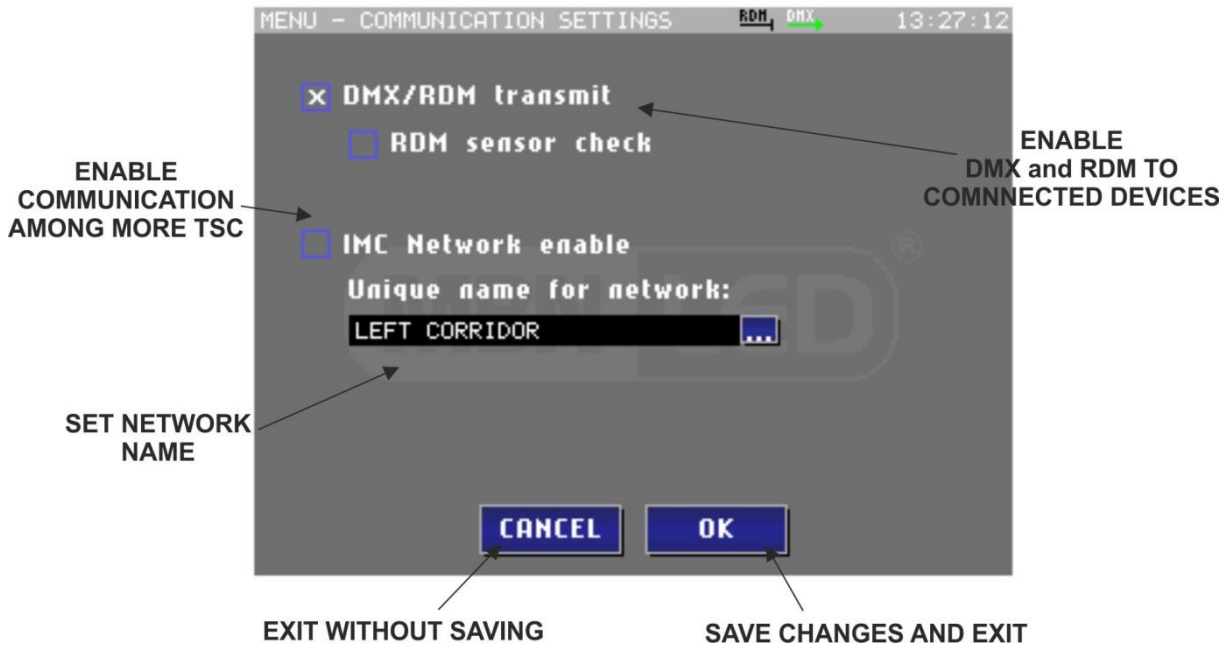 MENU - COMMUNICATION SETTINGS RDM DMX 13:27:12
DMX/RDM transmit
RDM sensor check
ENABLE
DMX and RDM TO
COMNNECTED DEVICES
ENABLE
COMMUNICATION
AMONG MORE TSC
IMC Network enable
Unique name for network:
LEFT CORRIDOR ...
MBN LED ®
SET NETWORK
NAME
CANCEL OK
EXIT WITHOUT SAVING
SAVE CHANGES AND EXIT